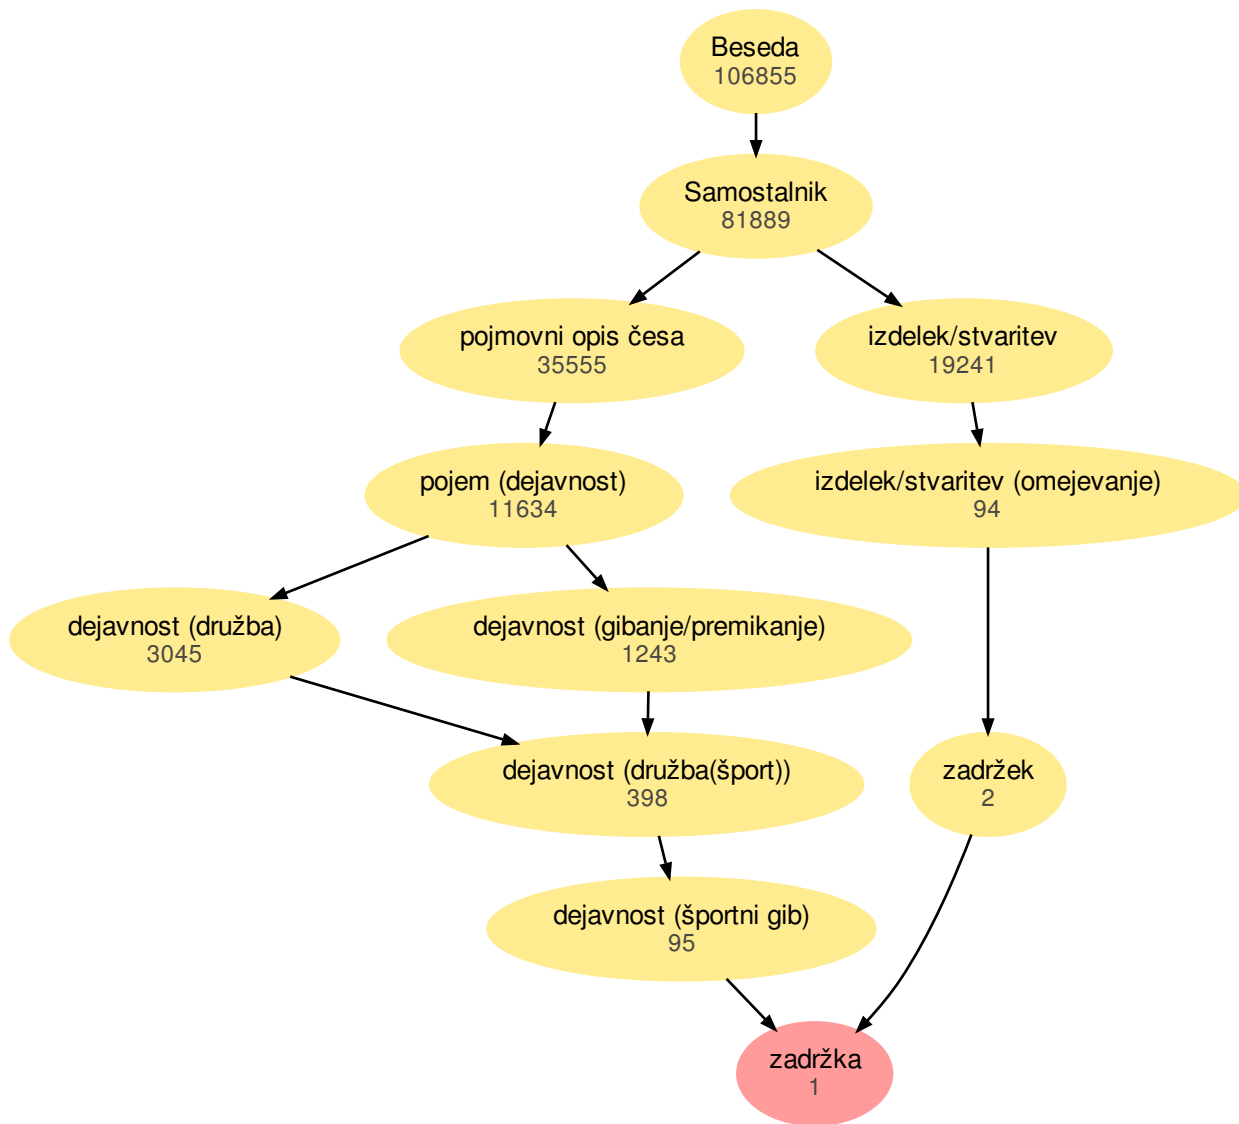 Beseda
106855
Samostalnik
81889
pojmovni opis česa
35555
izdelek/stvaritev
19241
pojem (dejavnost)
11634
izdelek/stvaritev (omejevanje)
94
dejavnost (družba)
3045
dejavnost (gibanje/premikanje)
1243
dejavnost (družba(šport))
398
zadržek
2
dejavnost (športni gib)
95
zadržka
1